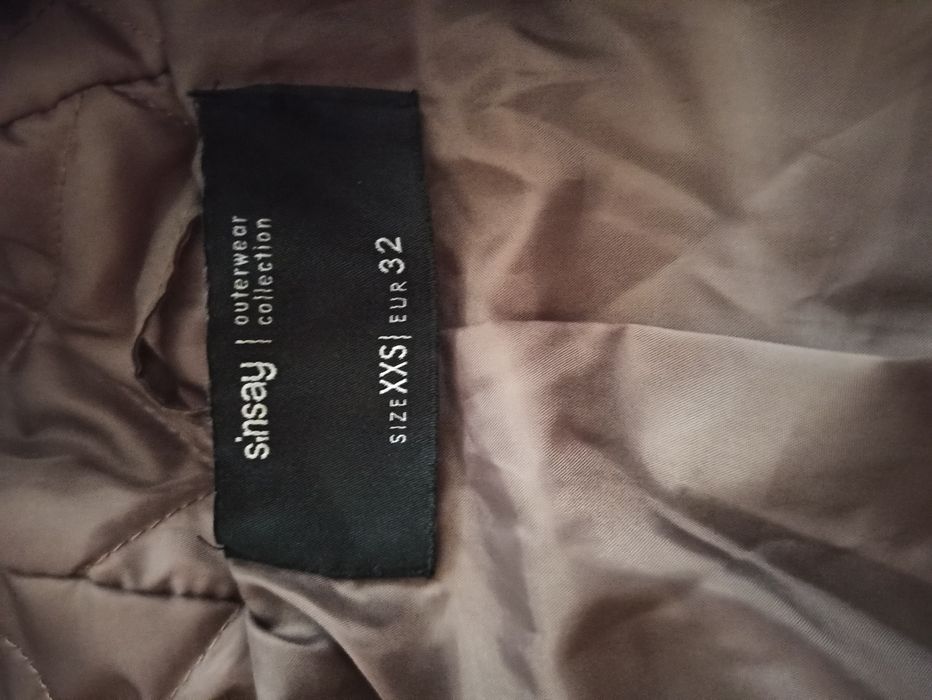 sinsay | outerwear
collection
SIZE XXS | EUR 32